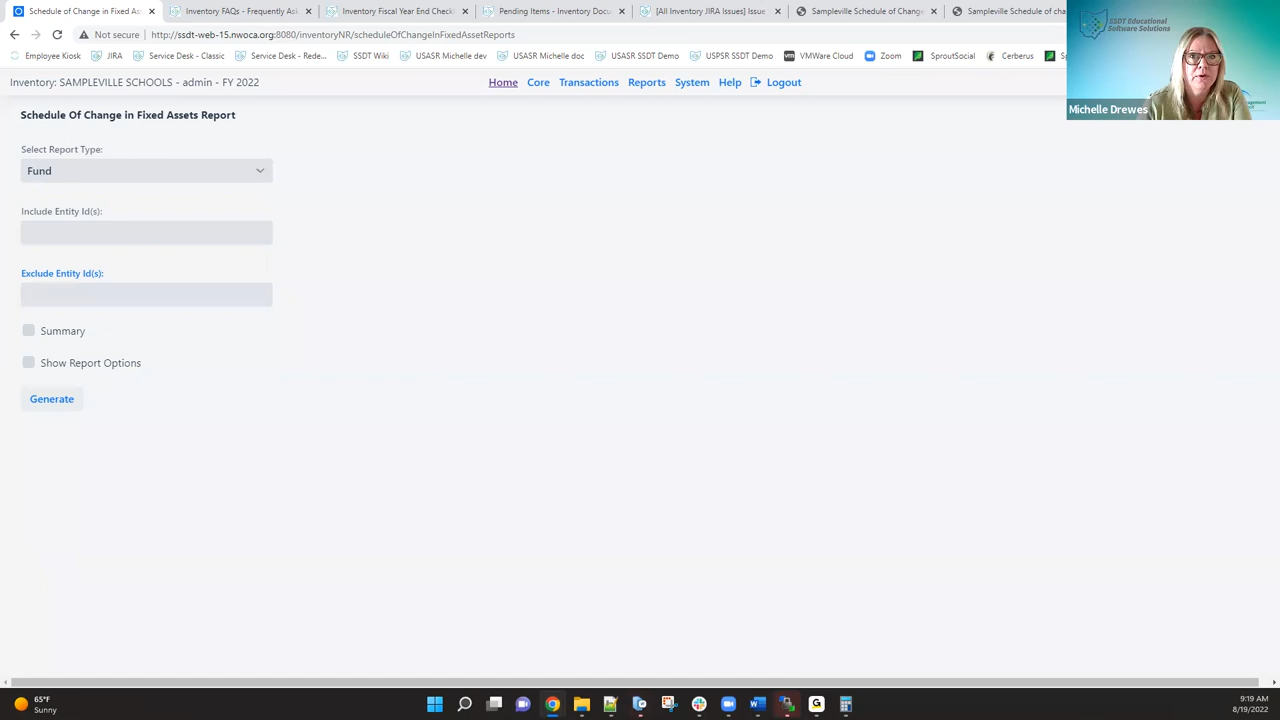 Schedule of Change in Fixed As:
Inventory FAQs - Frequently Ask
Inventory Fiscal Year End Checkl
Pending Items - Inventory Docu
[All Inventory JIRA Issues] Issue
Sampleville Schedule of Change
Sampleville Schedule of cha
Not secure
http://ssdt-web-15.nwoca.org:8080/inventoryNR/scheduleOfChangeInFixedAssetReports
Employee Kiosk
JIRA
Service Desk - Classic
Service Desk - Rede...
SSDT Wiki
USASR Michelle dev
USASR Michelle doc
USASR SSDT Demo
USPSR SSDT Demo
VMWare Cloud
Zoom
SproutSocial
Cerberus
Sp
SSDT Educational
Software Solutions
Michelle Drewes
Inventory: SAMPLEVILLE SCHOOLS - admin - FY 2022
Home
Core
Transactions
Reports
System
Help
Logout
Schedule Of Change in Fixed Assets Report
Select Report Type:
Fund
Include Entity Id(s):
Exclude Entity Id(s):
Summary
Show Report Options
Generate
65°F
Sunny
9:19 AM
8/19/2022